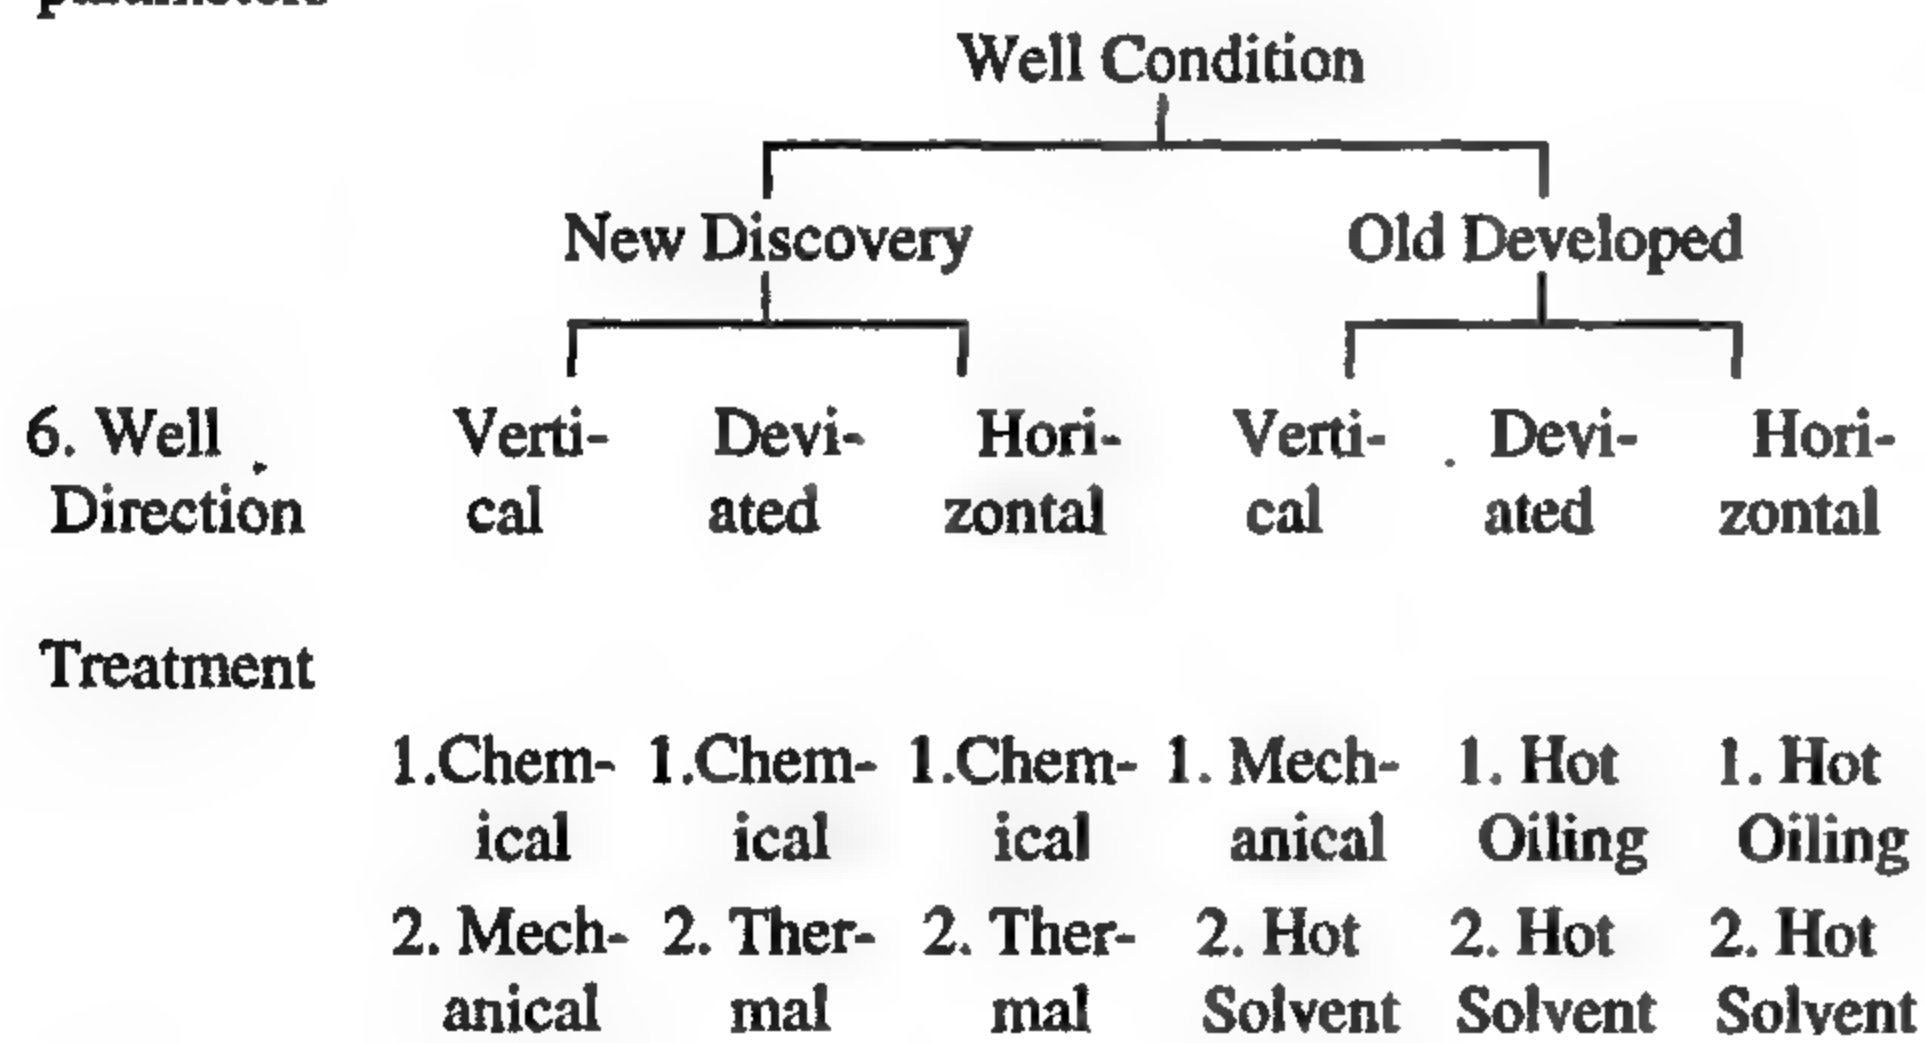 Well Condition
New Discovery Old Developed
6. Well Verti- Devi- Hori- Verti- Devi- Hori-
Direction cal ated zontal cal ated zontal
Treatment
1.Chem- 1.Chem- 1.Chem- 1. Mech- 1. Hot 1. Hot
ical ical ical anical Oiling Oiling
2. Mech- 2. Ther- 2. Ther- 2. Hot 2. Hot 2. Hot
anical mal mal Solvent Solvent Solvent